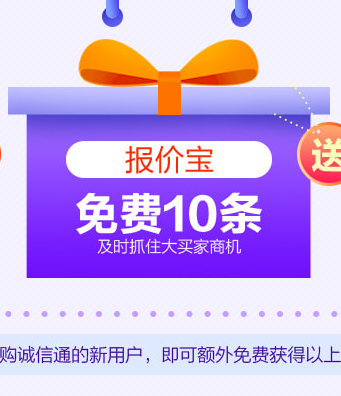 报价宝
送
免费10条
及时抓住大买家商机
购诚信通的新用户，即可额外免费获得以上